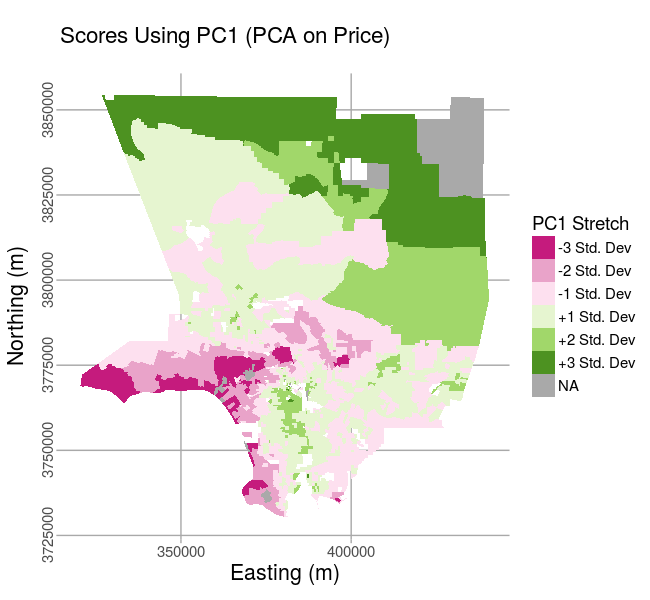 Scores Using PC1 (PCA on Price)
3850000
3825000
3800000
3775000
3750000
3725000
Northing (m)
350000
400000
Easting (m)
PC1 Stretch
-3 Std. Dev
-2 Std. Dev
-1 Std. Dev
+1 Std. Dev
+2 Std. Dev
+3 Std. Dev
NA